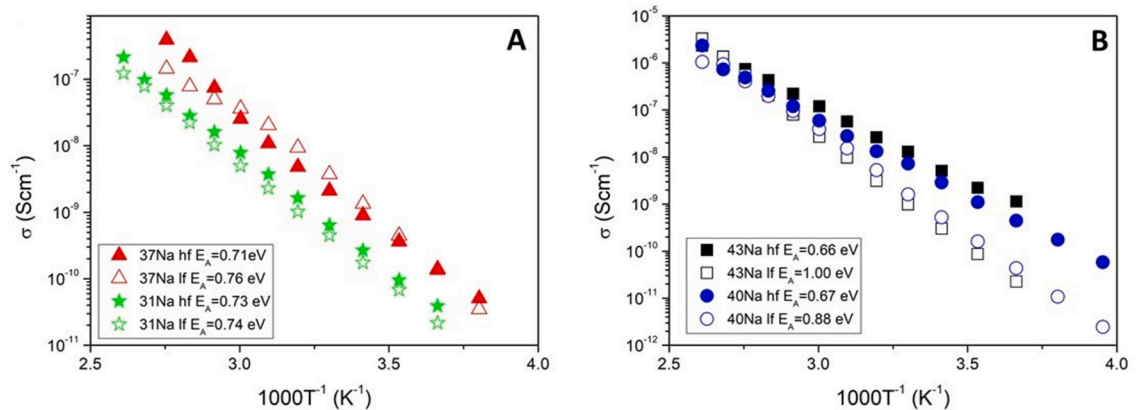 A
10⁻⁷
10⁻⁸
10⁻⁹
10⁻¹⁰
10⁻¹¹
σ (Scm⁻¹)
37Na hf E_A=0.71eV
37Na lf E_A=0.76 eV
31Na hf E_A=0.73 eV
31Na lf E_A=0.74 eV
2.5 3.0 3.5 4.0
1000T⁻¹ (K⁻¹)
B
10⁻⁵
10⁻⁶
10⁻⁷
10⁻⁸
10⁻⁹
10⁻¹⁰
10⁻¹¹
10⁻¹²
σ (Scm⁻¹)
43Na hf E_A=0.66 eV
43Na lf E_A=1.00 eV
40Na hf E_A=0.67 eV
40Na lf E_A=0.88 eV
2.5 3.0 3.5 4.0
1000T⁻¹ (K⁻¹)